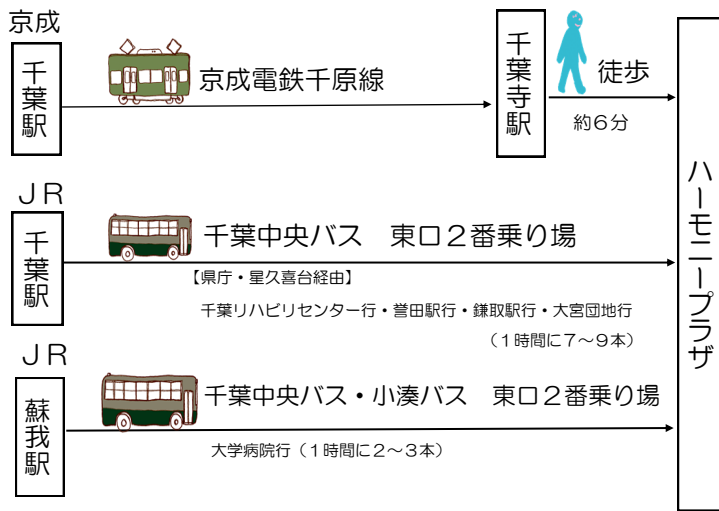 京成
千葉駅
京成電鉄千原線
千葉寺駅
徒歩
約６分
ＪＲ
千葉駅
千葉中央バス　東口２番乗り場
【県庁・星久喜台経由】
千葉リハビリセンター行・誉田駅行・鎌取駅行・大宮団地行
（１時間に７～９本）
ＪＲ
蘇我駅
千葉中央バス・小湊バス　東口２番乗り場
大学病院行（１時間に２～３本）
ハーモニープラザ